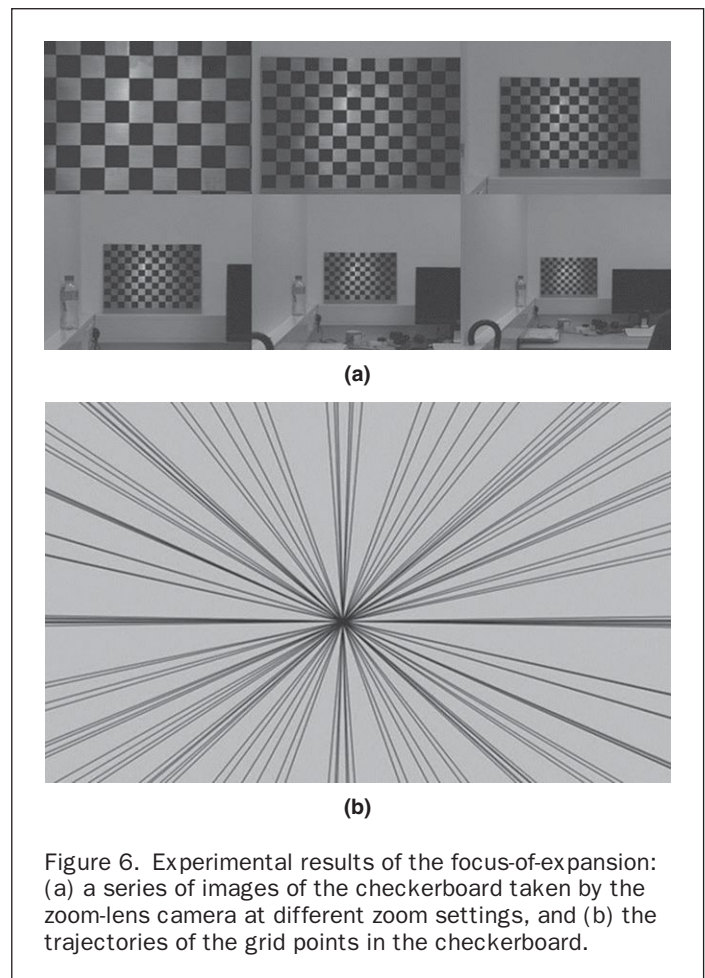 (a)
(b)
Figure 6. Experimental results of the focus-of-expansion:
(a) a series of images of the checkerboard taken by the
zoom-lens camera at different zoom settings, and (b) the
trajectories of the grid points in the checkerboard.